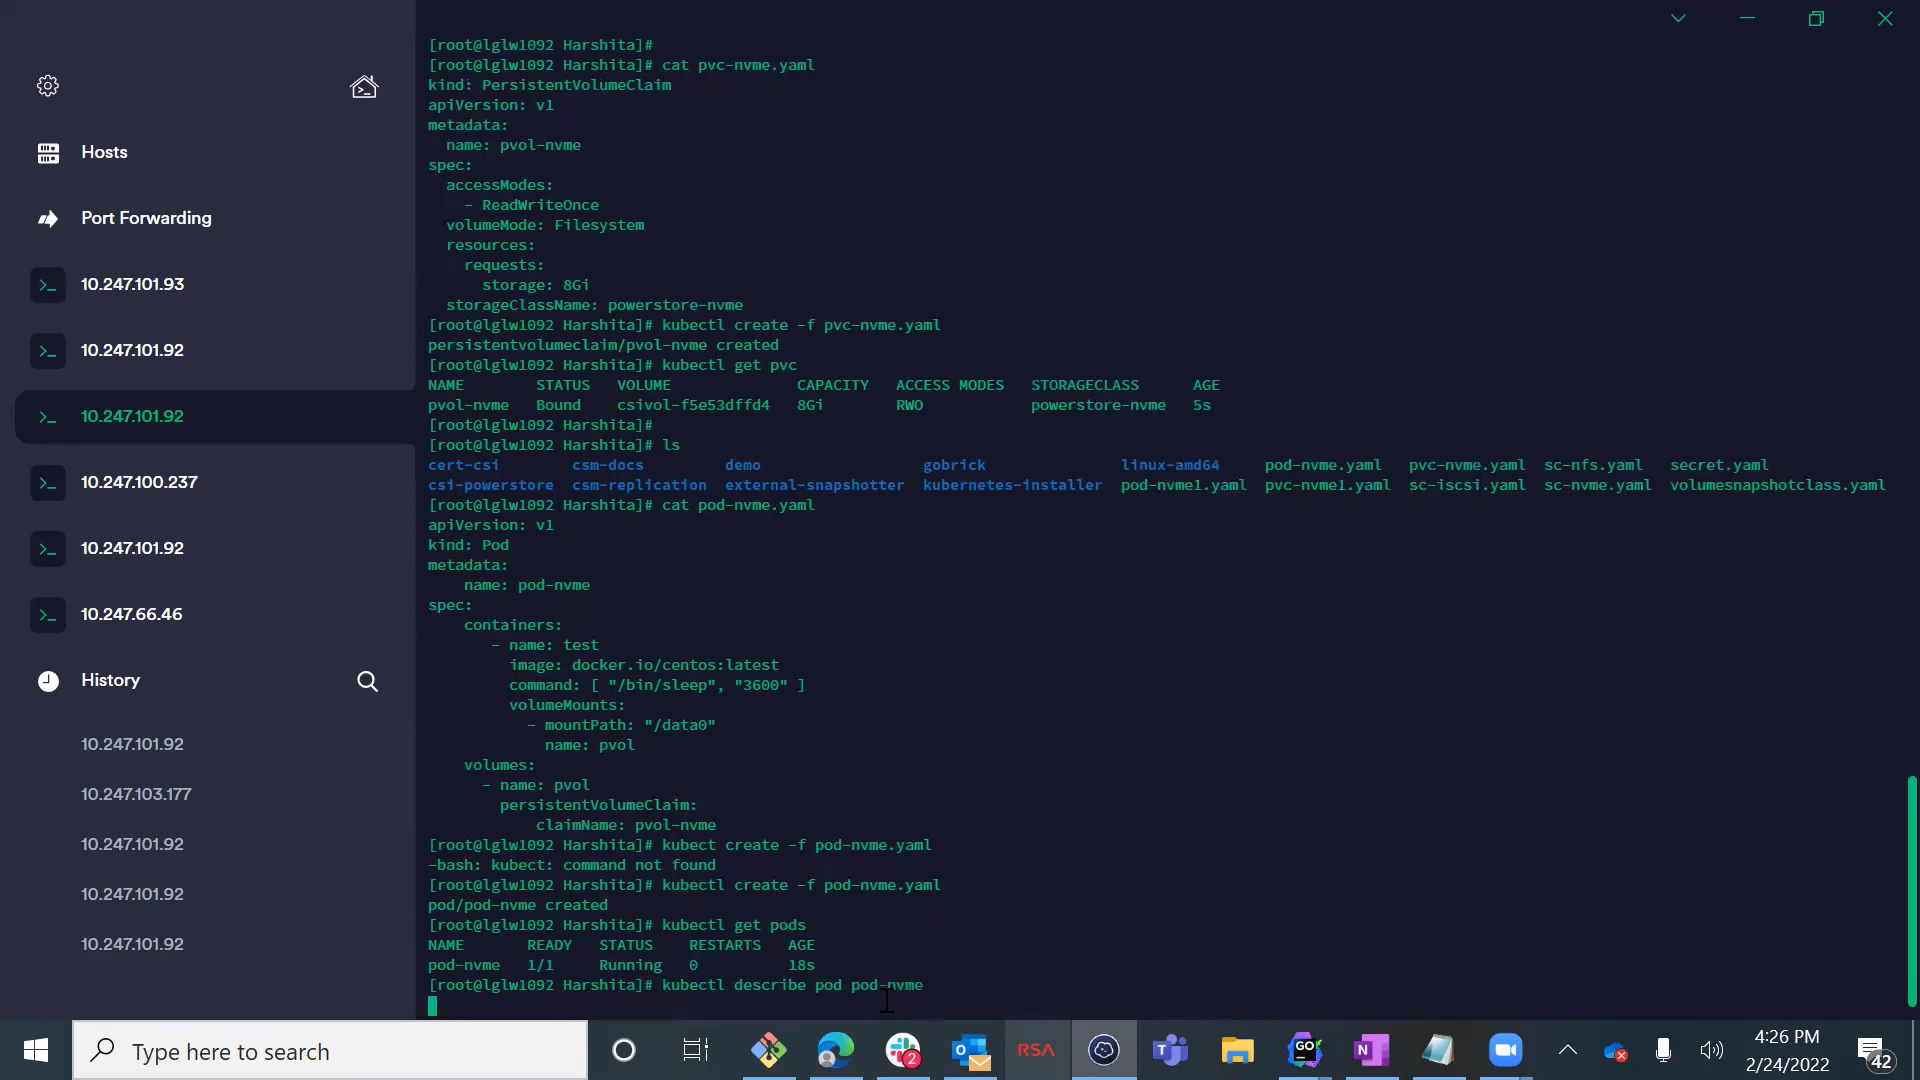 Hosts
Port Forwarding
10.247.101.93
10.247.101.92
10.247.101.92
10.247.100.237
10.247.101.92
10.247.66.46
History
10.247.101.92
10.247.103.177
10.247.101.92
10.247.101.92
10.247.101.92
[root@lglw1092 Harshita]#
[root@lglw1092 Harshita]# cat pvc-nvme.yaml
kind: PersistentVolumeClaim
apiVersion: v1
metadata:
  name: pvol-nvme
spec:
  accessModes:
    - ReadWriteOnce
  volumeMode: Filesystem
  resources:
    requests:
      storage: 8Gi
  storageClassName: powerstore-nvme
[root@lglw1092 Harshita]# kubectl create -f pvc-nvme.yaml
persistentvolumeclaim/pvol-nvme created
[root@lglw1092 Harshita]# kubectl get pvc
NAME        STATUS   VOLUME              CAPACITY   ACCESS MODES   STORAGECLASS      AGE
pvol-nvme   Bound    csivol-f5e53dffd4   8Gi        RWO            powerstore-nvme   5s
[root@lglw1092 Harshita]#
[root@lglw1092 Harshita]# ls
cert-csi        csm-docs         demo                  gobrick               linux-amd64    pod-nvme.yaml   pvc-nvme.yaml  sc-nfs.yaml   secret.yaml
csi-powerstore  csm-replication  external-snapshotter  kubernetes-installer  pod-nvme1.yaml  pvc-nvme1.yaml  sc-iscsi.yaml  sc-nvme.yaml  volumesnapshotclass.yaml
[root@lglw1092 Harshita]# cat pod-nvme.yaml
apiVersion: v1
kind: Pod
metadata:
    name: pod-nvme
spec:
    containers:
       - name: test
         image: docker.io/centos:latest
         command: [ "/bin/sleep", "3600" ]
         volumeMounts:
           - mountPath: "/data0"
             name: pvol
    volumes:
      - name: pvol
        persistentVolumeClaim:
            claimName: pvol-nvme
[root@lglw1092 Harshita]# kubect create -f pod-nvme.yaml
-bash: kubect: command not found
[root@lglw1092 Harshita]# kubectl create -f pod-nvme.yaml
pod/pod-nvme created
[root@lglw1092 Harshita]# kubectl get pods
NAME       READY   STATUS    RESTARTS   AGE
pod-nvme   1/1     Running   0          18s
[root@lglw1092 Harshita]# kubectl describe pod pod-nvme
Type here to search
2
RSA
GO
4:26 PM
2/24/2022
42